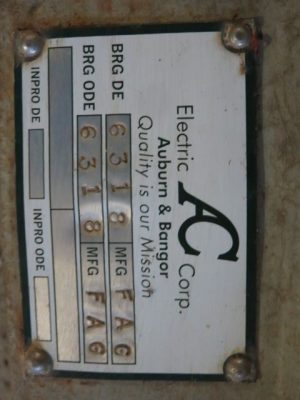 Electric AC Corp.
Auburn & Bangor
Quality is our Mission
BRG DE 6318 MFG FAG
BRG ODE 6318 MFG FAG
INPRO DE INPRO ODE